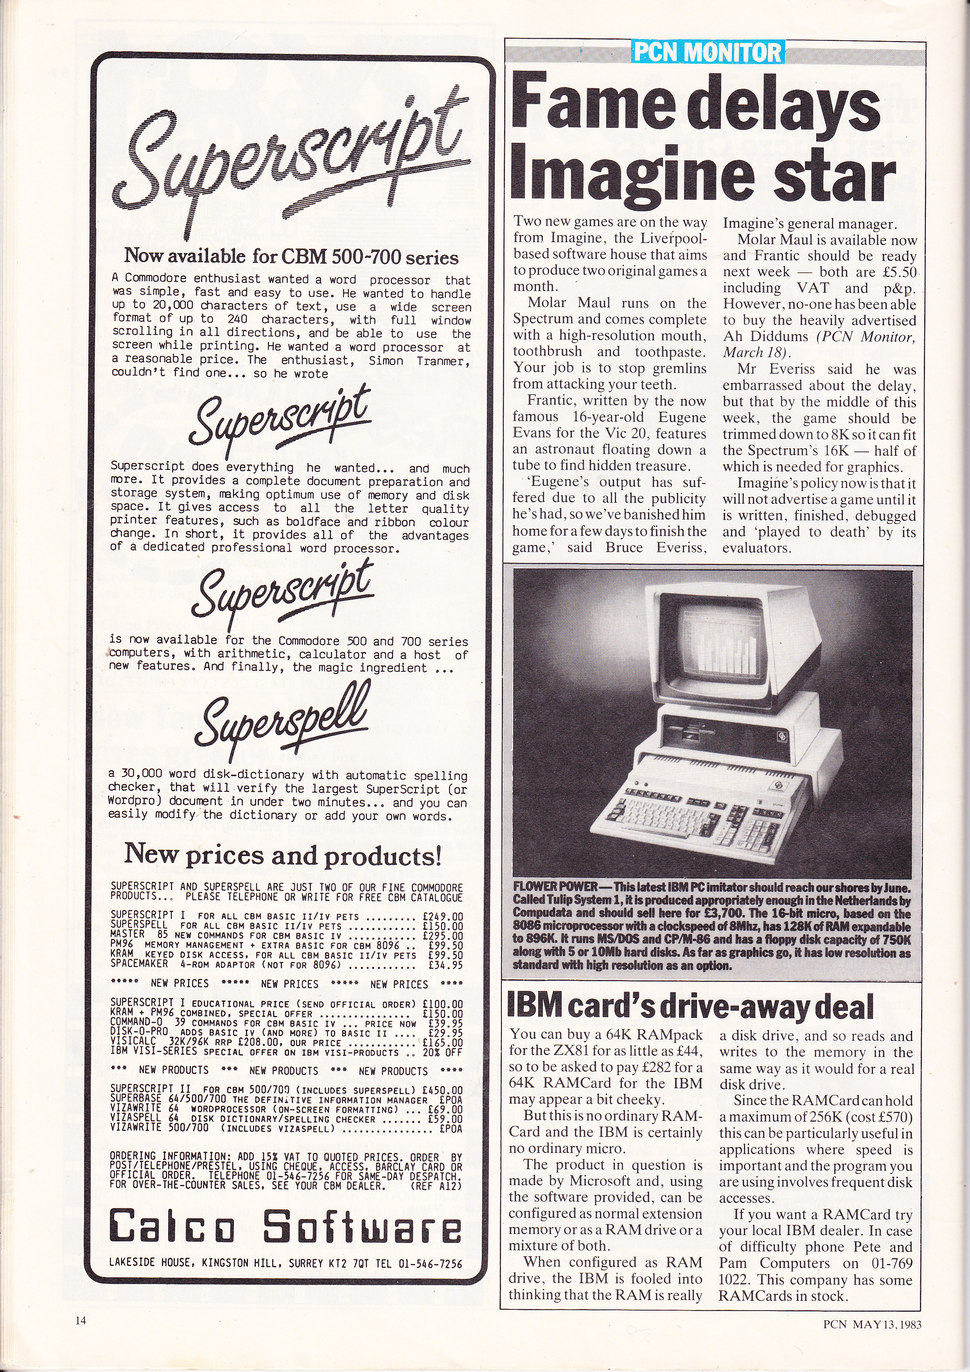 Superscript
Now available for CBM 500-700 series
A Commodore enthusiast wanted a word processor that
was simple, fast and easy to use. He wanted to handle
up to 20,000 characters of text, use a wide screen
format of up to 240 characters, with full window
scrolling in all directions, and be able to use the
screen while printing. He wanted a word processor at
a reasonable price. The enthusiast, Simon Tranmer,
couldn't find one... so he wrote
Superscript
Superscript does everything he wanted... and much
more. It provides a complete document preparation and
storage system, making optimum use of memory and disk
space. It gives access to all the letter quality
printer features, such as boldface and ribbon colour
change. In short, it provides all of the advantages
of a dedicated professional word processor.
Superscript
is now available for the Commodore 500 and 700 series
computers, with arithmetic, calculator and a host of
new features. And finally, the magic ingredient ...
Superspell
a 30,000 word disk-dictionary with automatic spelling
checker, that will verify the largest SuperScript (or
Wordpro) document in under two minutes... and you can
easily modify the dictionary or add your own words.
New prices and products!
SUPERSCRIPT AND SUPERSPELL ARE JUST TWO OF OUR FINE COMMODORE
PRODUCTS... PLEASE TELEPHONE OR WRITE FOR FREE CBM CATALOGUE
SUPERSCRIPT I FOR ALL CBM BASIC II/IV PETS ......... £249.00
SUPERSPELL FOR ALL CBM BASIC II/IV PETS ........... £150.00
MASTER 85 NEW COMMANDS FOR CBM BASIC IV ............ £295.00
PM96 MEMORY MANAGEMENT + EXTRA BASIC FOR CBM 8096 .. £99.50
KRAM KEYED DISK ACCESS, FOR ALL CBM BASIC II/IV PETS £99.50
SPACEMAKER 4-ROM ADAPTOR (NOT FOR 8096) ............ £34.95
***** NEW PRICES ***** NEW PRICES ***** NEW PRICES ****
SUPERSCRIPT I EDUCATIONAL PRICE (SEND OFFICIAL ORDER) £100.00
KRAM + PM96 COMBINED, SPECIAL OFFER ................ £150.00
COMMAND-O 39 COMMANDS FOR CBM BASIC IV ... PRICE NOW £39.95
DISK-O-PRO ADDS BASIC IV (AND MORE) TO BASIC II .... £29.95
VISICALC 32K/96K RRP £208.00, OUR PRICE ............ £165.00
IBM VISI-SERIES SPECIAL OFFER ON IBM VISI-PRODUCTS .. 20% OFF
*** NEW PRODUCTS *** NEW PRODUCTS *** NEW PRODUCTS ****
SUPERSCRIPT II FOR CBM 500/700 (INCLUDES SUPERSPELL) £450.00
SUPERBASE 64/500/700 THE DEFINITIVE INFORMATION MANAGER £POA
VIZAWRITE 64 WORDPROCESSOR (ON-SCREEN FORMATTING) ... £69.00
VIZASPELL 64 DISK DICTIONARY/SPELLING CHECKER ....... £59.00
VIZAWRITE 500/700 (INCLUDES VIZASPELL) ................ £POA
ORDERING INFORMATION: ADD 15% VAT TO QUOTED PRICES. ORDER BY
POST/TELEPHONE/PRESTEL, USING CHEQUE, ACCESS, BARCLAY CARD OR
OFFICIAL ORDER. TELEPHONE 01-546-7256 FOR SAME-DAY DESPATCH.
FOR OVER-THE-COUNTER SALES, SEE YOUR CBM DEALER. (REF A12)
Calco Software
LAKESIDE HOUSE, KINGSTON HILL, SURREY KT2 7QT TEL 01-546-7256
PCN MONITOR
Fame delays
Imagine star
Two new games are on the way
from Imagine, the Liverpool-
based software house that aims
to produce two original games a
month.
Molar Maul runs on the
Spectrum and comes complete
with a high-resolution mouth,
toothbrush and toothpaste.
Your job is to stop gremlins
from attacking your teeth.
Frantic, written by the now
famous 16-year-old Eugene
Evans for the Vic 20, features
an astronaut floating down a
tube to find hidden treasure.
'Eugene's output has suf-
fered due to all the publicity
he's had, so we've banished him
home for a few days to finish the
game,' said Bruce Everiss,
Imagine's general manager.
Molar Maul is available now
and Frantic should be ready
next week — both are £5.50
including VAT and p&p.
However, no-one has been able
to buy the heavily advertised
Ah Diddums (PCN Monitor,
March 18).
Mr Everiss said he was
embarrassed about the delay,
but that by the middle of this
week, the game should be
trimmed down to 8K so it can fit
the Spectrum's 16K — half of
which is needed for graphics.
Imagine's policy now is that it
will not advertise a game until it
is written, finished, debugged
and 'played to death' by its
evaluators.
FLOWER POWER — This latest IBM PC imitator should reach our shores by June.
Called Tulip System 1, it is produced appropriately enough in the Netherlands by
Compudata and should sell here for £3,700. The 16-bit micro, based on the
8086 microprocessor with a clockspeed of 8Mhz, has 128K of RAM expandable
to 896K. It runs MS/DOS and CP/M-86 and has a floppy disk capacity of 750K
along with 5 or 10Mb hard disks. As far as graphics go, it has low resolution as
standard with high resolution as an option.
IBM card's drive-away deal
You can buy a 64K RAMpack
for the ZX81 for as little as £44,
so to be asked to pay £282 for a
64K RAMCard for the IBM
may appear a bit cheeky.
But this is no ordinary RAM-
Card and the IBM is certainly
no ordinary micro.
The product in question is
made by Microsoft and, using
the software provided, can be
configured as normal extension
memory or as a RAM drive or a
mixture of both.
When configured as RAM
drive, the IBM is fooled into
thinking that the RAM is really
a disk drive, and so reads and
writes to the memory in the
same way as it would for a real
disk drive.
Since the RAMCard can hold
a maximum of 256K (cost £570)
this can be particularly useful in
applications where speed is
important and the program you
are using involves frequent disk
accesses.
If you want a RAMCard try
your local IBM dealer. In case
of difficulty phone Pete and
Pam Computers on 01-769
1022. This company has some
RAMCards in stock.
14
PCN MAY 13, 1983